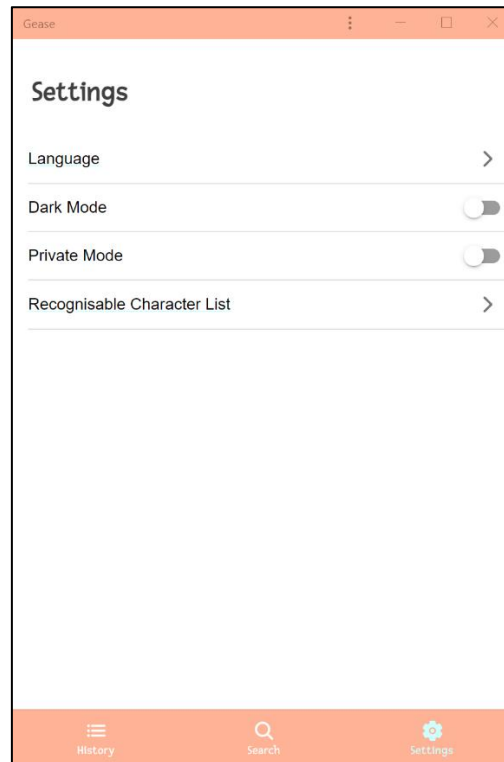 Gease
Settings
Language
Dark Mode
Private Mode
Recognisable Character List
History
Search
Settings